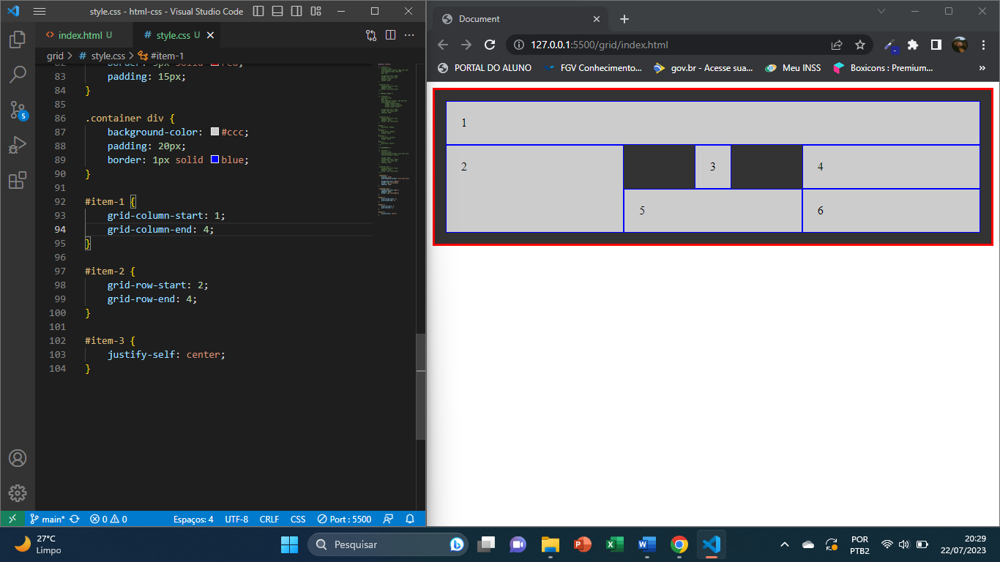 style.css - html-css - Visual Studio Code
index.html U
# style.css U
grid > # style.css > #item-1
82 border: 3px solid red;
83 padding: 15px;
84 }
85
86 .container div {
87 background-color: #ccc;
88 padding: 20px;
89 border: 1px solid blue;
90 }
91
92 #item-1 {
93 grid-column-start: 1;
94 grid-column-end: 4;
95 }
96
97 #item-2 {
98 grid-row-start: 2;
99 grid-row-end: 4;
100 }
101
102 #item-3 {
103 justify-self: center;
104 }
5
main* 0 0 Espaços: 4 UTF-8 CRLF CSS Port : 5500
Document
127.0.0.1:5500/grid/index.html
PORTAL DO ALUNO FGV Conhecimento... gov.br - Acesse sua... Meu INSS Boxicons : Premium... »
1
2 3 4
5 6
27°C
Limpo
Pesquisar
POR
PTB2
20:29
22/07/2023